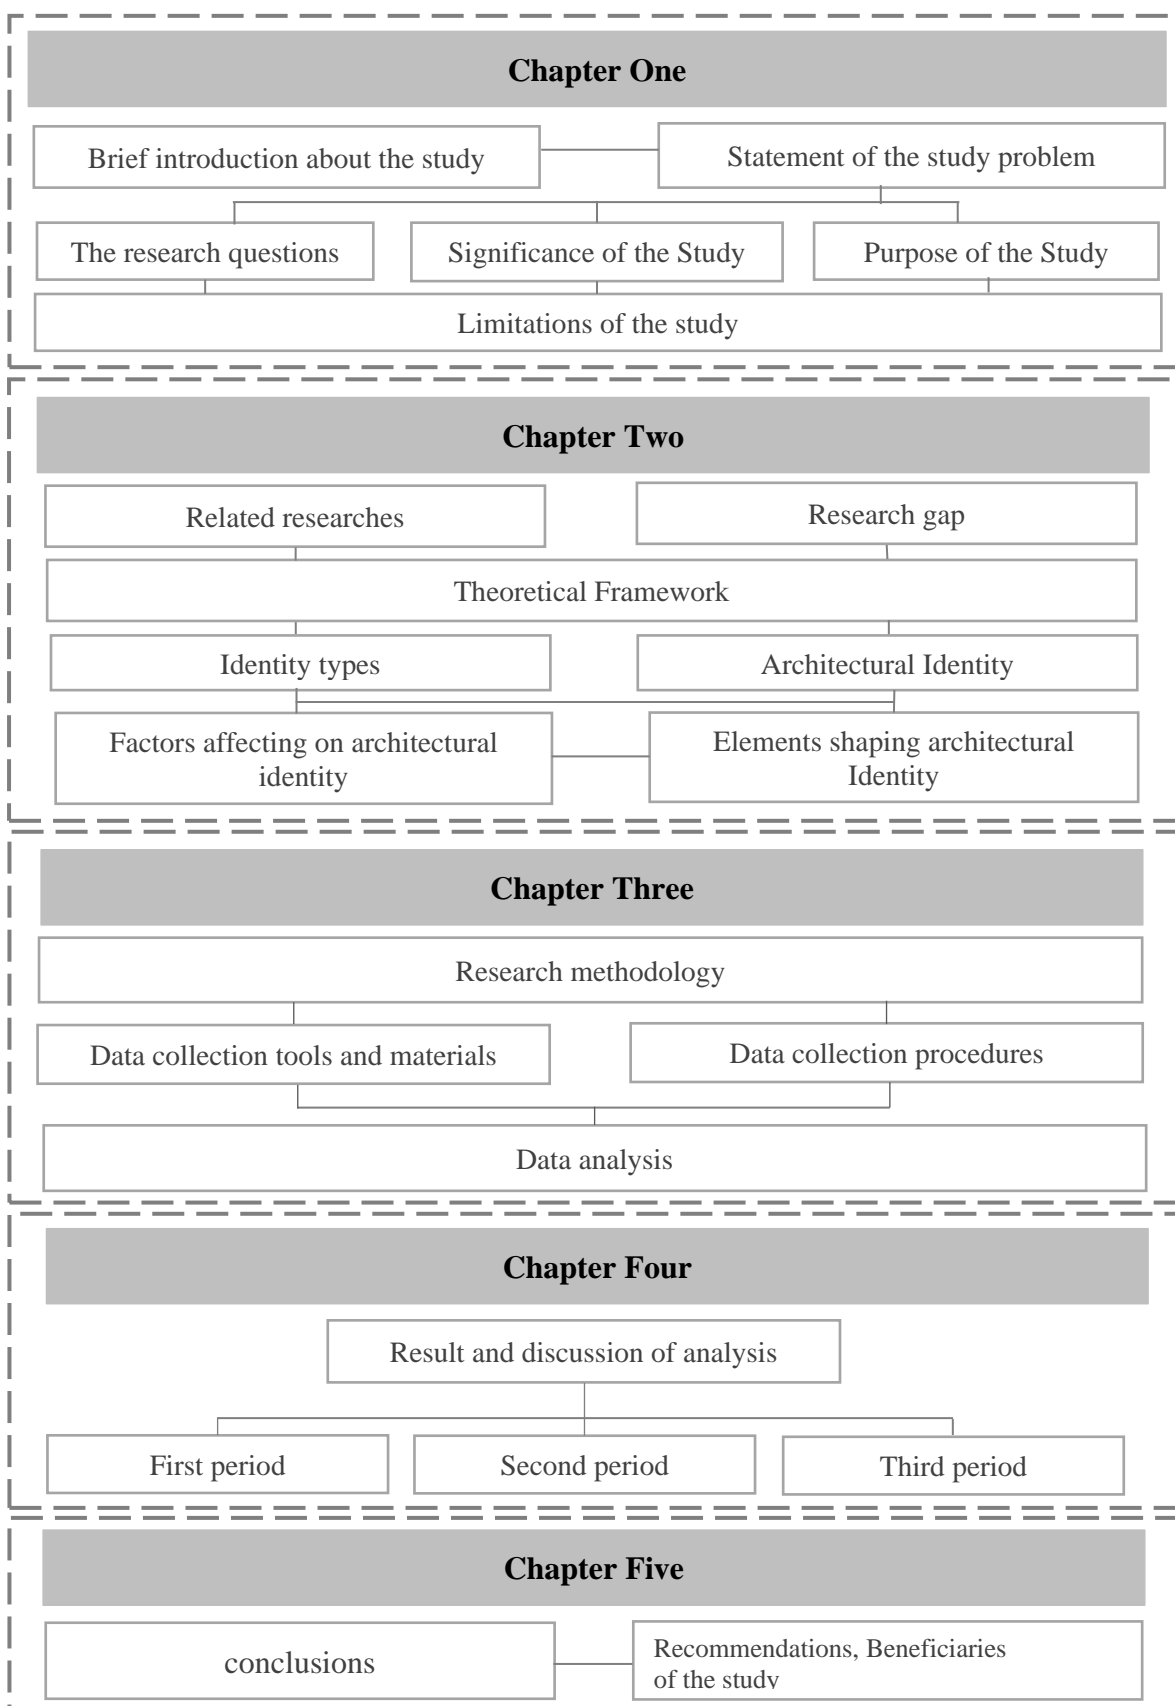 Chapter One
Brief introduction about the study
Statement of the study problem
The research questions
Significance of the Study
Purpose of the Study
Limitations of the study
Chapter Two
Related researches
Research gap
Theoretical Framework
Identity types
Architectural Identity
Factors affecting on architectural
identity
Elements shaping architectural
Identity
Chapter Three
Research methodology
Data collection tools and materials
Data collection procedures
Data analysis
Chapter Four
Result and discussion of analysis
First period
Second period
Third period
Chapter Five
conclusions
Recommendations, Beneficiaries
of the study